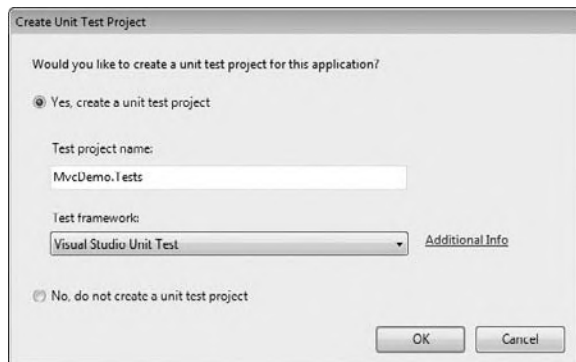 Create Unit Test Project
Would you like to create a unit test project for this application?
Yes, create a unit test project
Test project name:
MvcDemo.Tests
Test framework:
Visual Studio Unit Test
Additional Info
No, do not create a unit test project
OK
Cancel